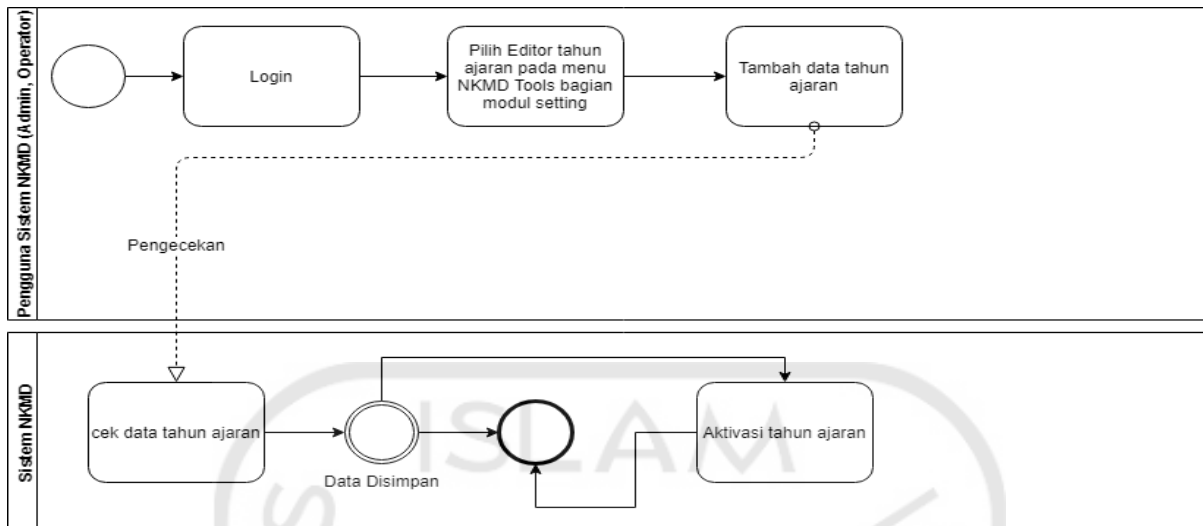 Pengguna Sistem NKMD (Admin, Operator)
Login
Pilih Editor tahun
ajaran pada menu
NKMD Tools bagian
modul setting
Tambah data tahun
ajaran
Pengecekan
Sistem NKMD
cek data tahun ajaran
Data Disimpan
Aktivasi tahun ajaran
ISLAM